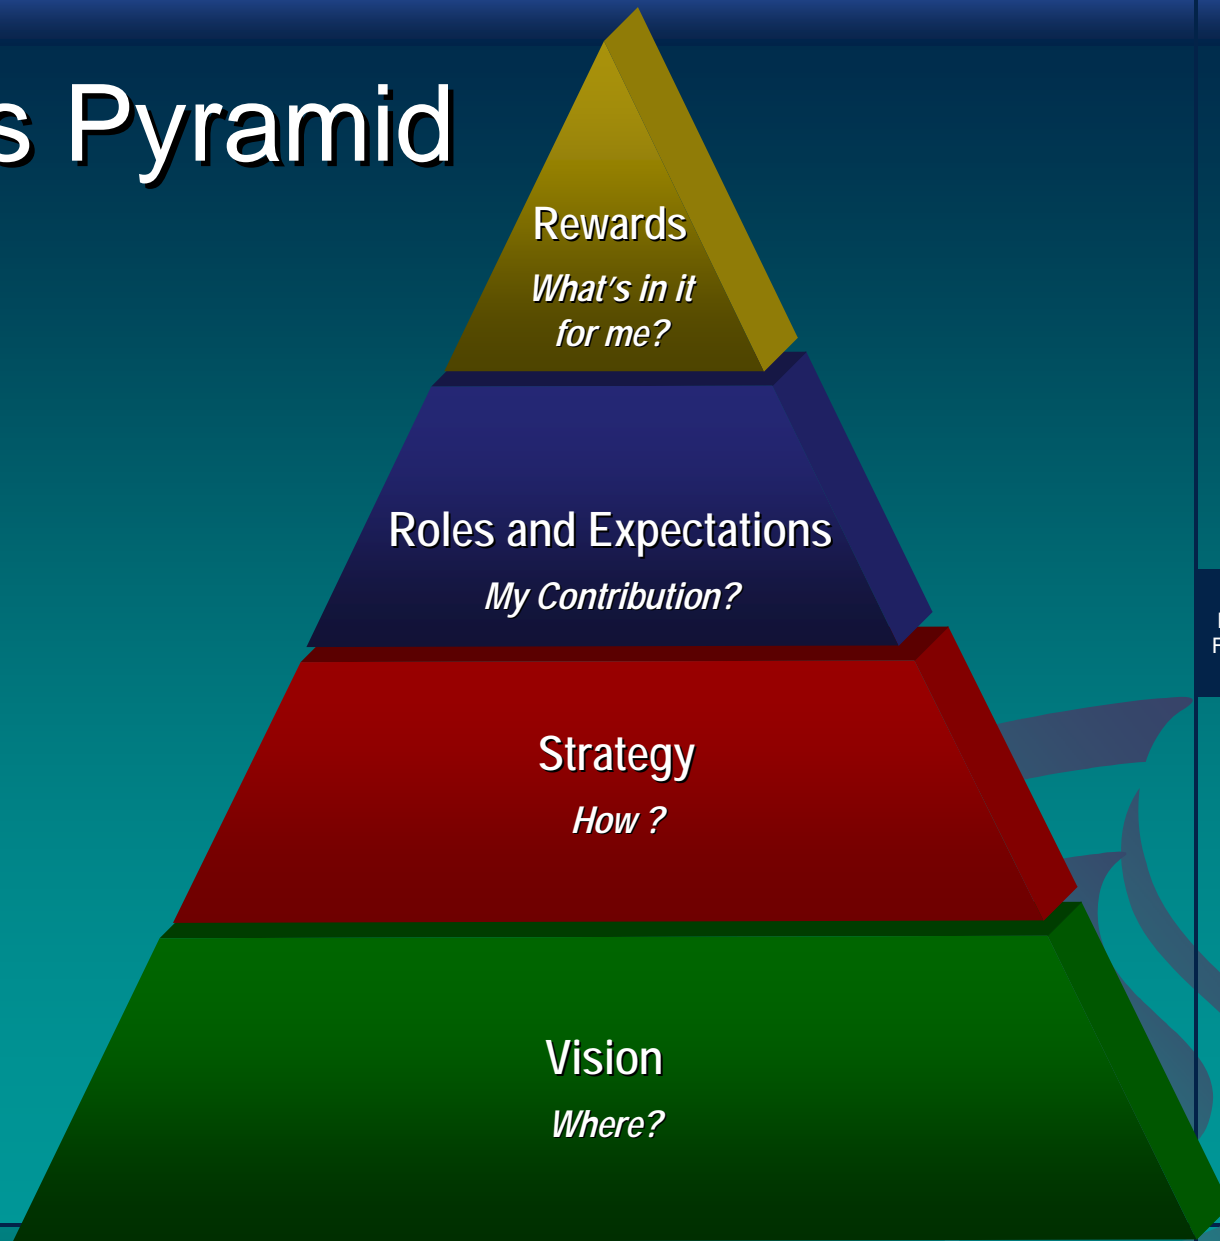 s Pyramid
Rewards
What's in it
for me?
Roles and Expectations
My Contribution?
Strategy
How ?
Vision
Where?